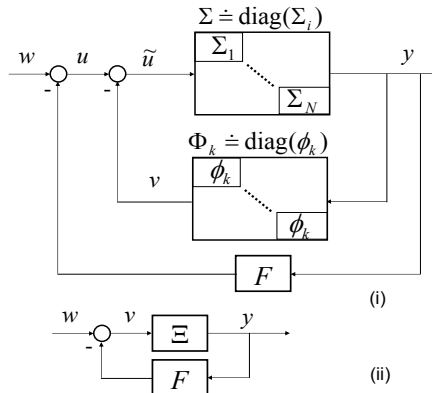 Σ ≐ diag(Σ_i)
w
u
ũ
Σ_1
y
-
-
Σ_N
Φ_k ≐ diag(ϕ_k)
v
ϕ_k
ϕ_k
F
(i)
w
v
Ξ
y
-
F
(ii)